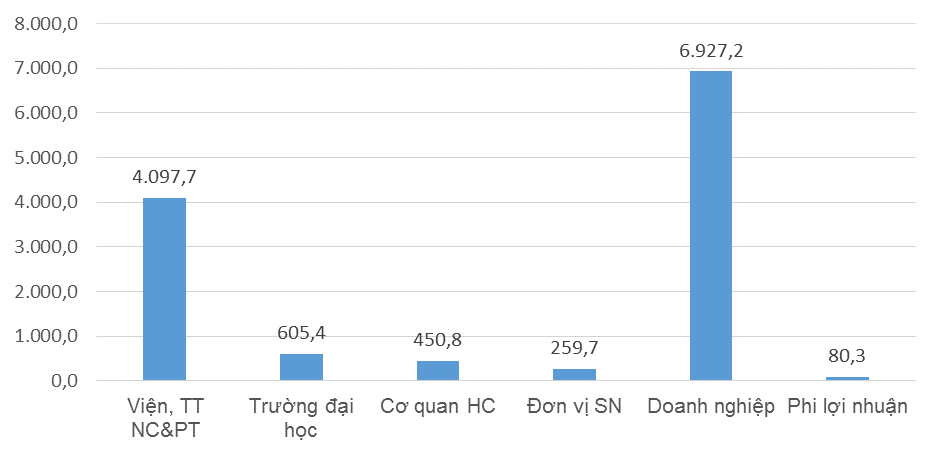 8.000,0
7.000,0
6.000,0
5.000,0
4.000,0
3.000,0
2.000,0
1.000,0
0,0
4.097,7
605,4
450,8
259,7
6.927,2
80,3
Viện, TT
NC&PT
Trường đại
học
Cơ quan HC
Đơn vị SN
Doanh nghiệp
Phi lợi nhuận